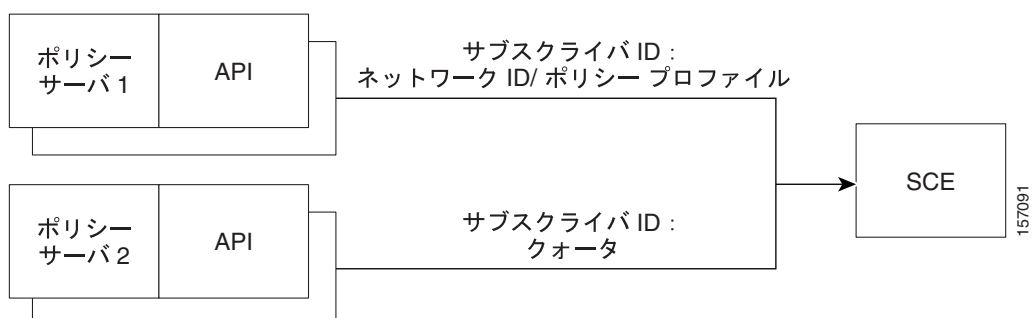 ポリシー
サーバ 1
API
サブスクライバ ID :
ネットワーク ID/ ポリシー プロファイル
SCE
ポリシー
サーバ 2
API
サブスクライバ ID :
クォータ
157091